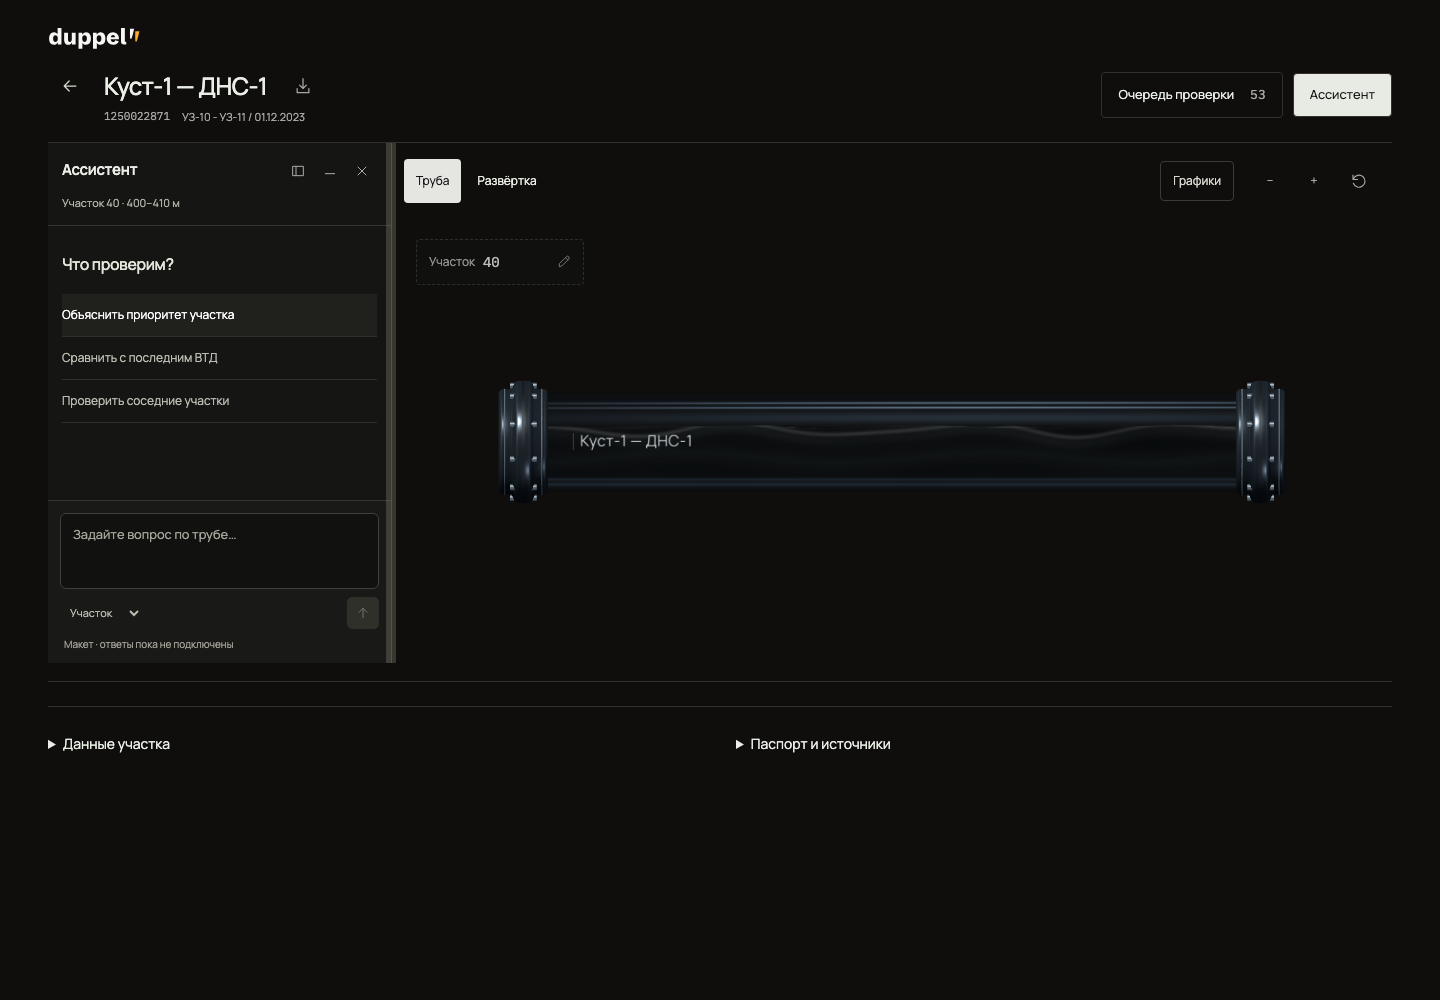 duppel
Куст-1 — ДНС-1
1250022871 УЗ-10 - УЗ-11 / 01.12.2023
Очередь проверки 53
Ассистент
Ассистент
Участок 40 · 400–410 м
Что проверим?
Объяснить приоритет участка
Сравнить с последним ВТД
Проверить соседние участки
Задайте вопрос по трубе…
Участок
Макет · ответы пока не подключены
Труба
Развёртка
Графики
− +
Участок 40
Куст-1 — ДНС-1
Данные участка
Паспорт и источники